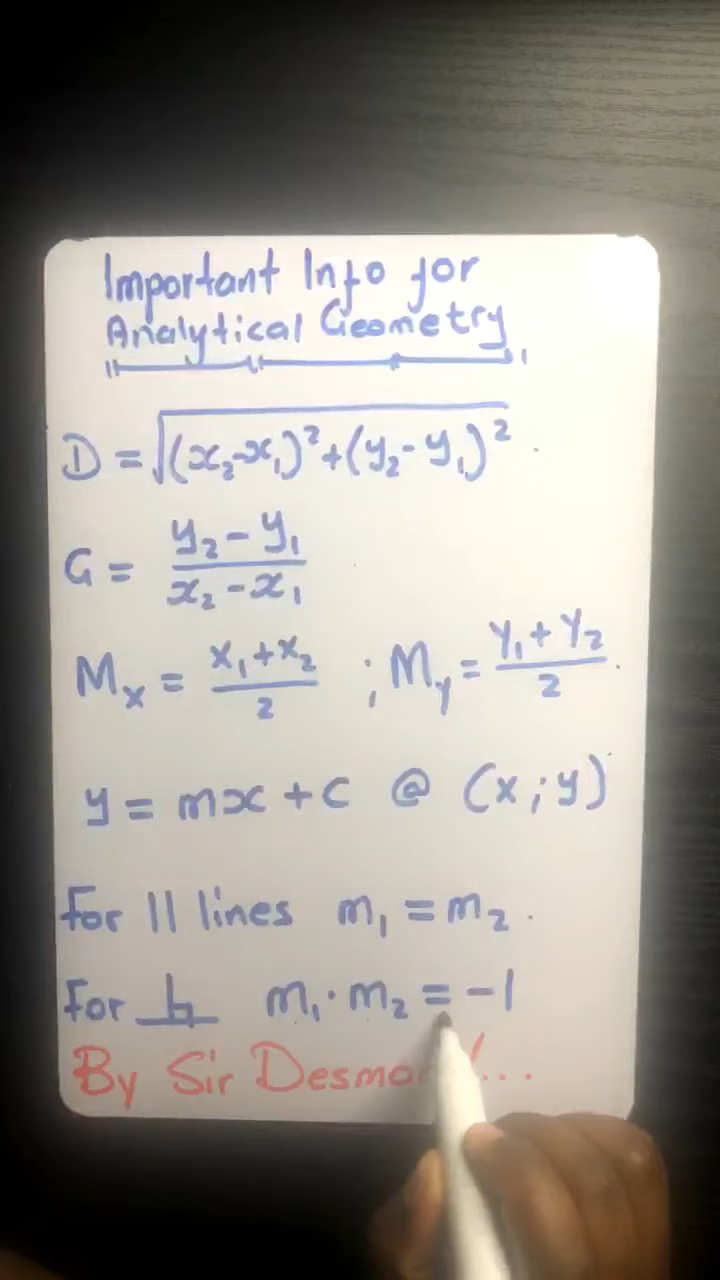 Important Info for
Analytical Geometry
D = √(x₂-x₁)² + (y₂-y₁)²
G = y₂ - y₁ / x₂ - x₁
Mₓ = x₁ + x₂ / 2 ; Mᵧ = Y₁ + Y₂ / 2
y = mx + c @ (x ; y)
For || lines m₁ = m₂.
For ⊥ m₁ · m₂ = -1
By Sir Desmond...